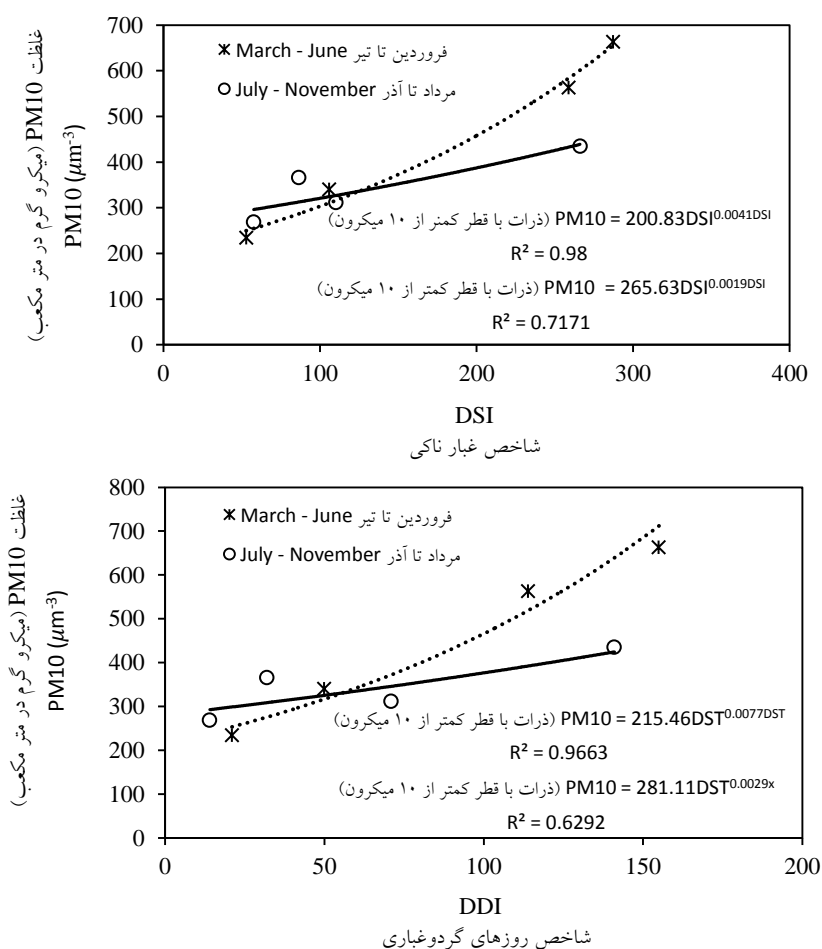 700
600
500
400
300
200
100
0
0 100 200 300 400
March - June فروردین تا تیر
July - November مرداد تا آذر
غلظت PM10 (میکرو گرم در متر مکعب)
PM10 (µm-3)
(ذرات با قطر کمتر از ۱۰ میکرون) PM10 = 200.83DSI0.0041DSI
R² = 0.98
(ذرات با قطر کمتر از ۱۰ میکرون) PM10 = 265.63DSI0.0019DSI
R² = 0.7171
DSI
شاخص غبار ناکی
800
700
600
500
400
300
200
100
0
0 50 100 150 200
March - June فروردین تا تیر
July - November مرداد تا آذر
غلظت PM10 (میکرو گرم در متر مکعب)
PM10 (µm-3)
(ذرات با قطر کمتر از ۱۰ میکرون) PM10 = 215.46DST0.0077DST
R² = 0.9663
(ذرات با قطر کمتر از ۱۰ میکرون) PM10 = 281.11DST0.0029x
R² = 0.6292
DDI
شاخص روزهای گردوغباری